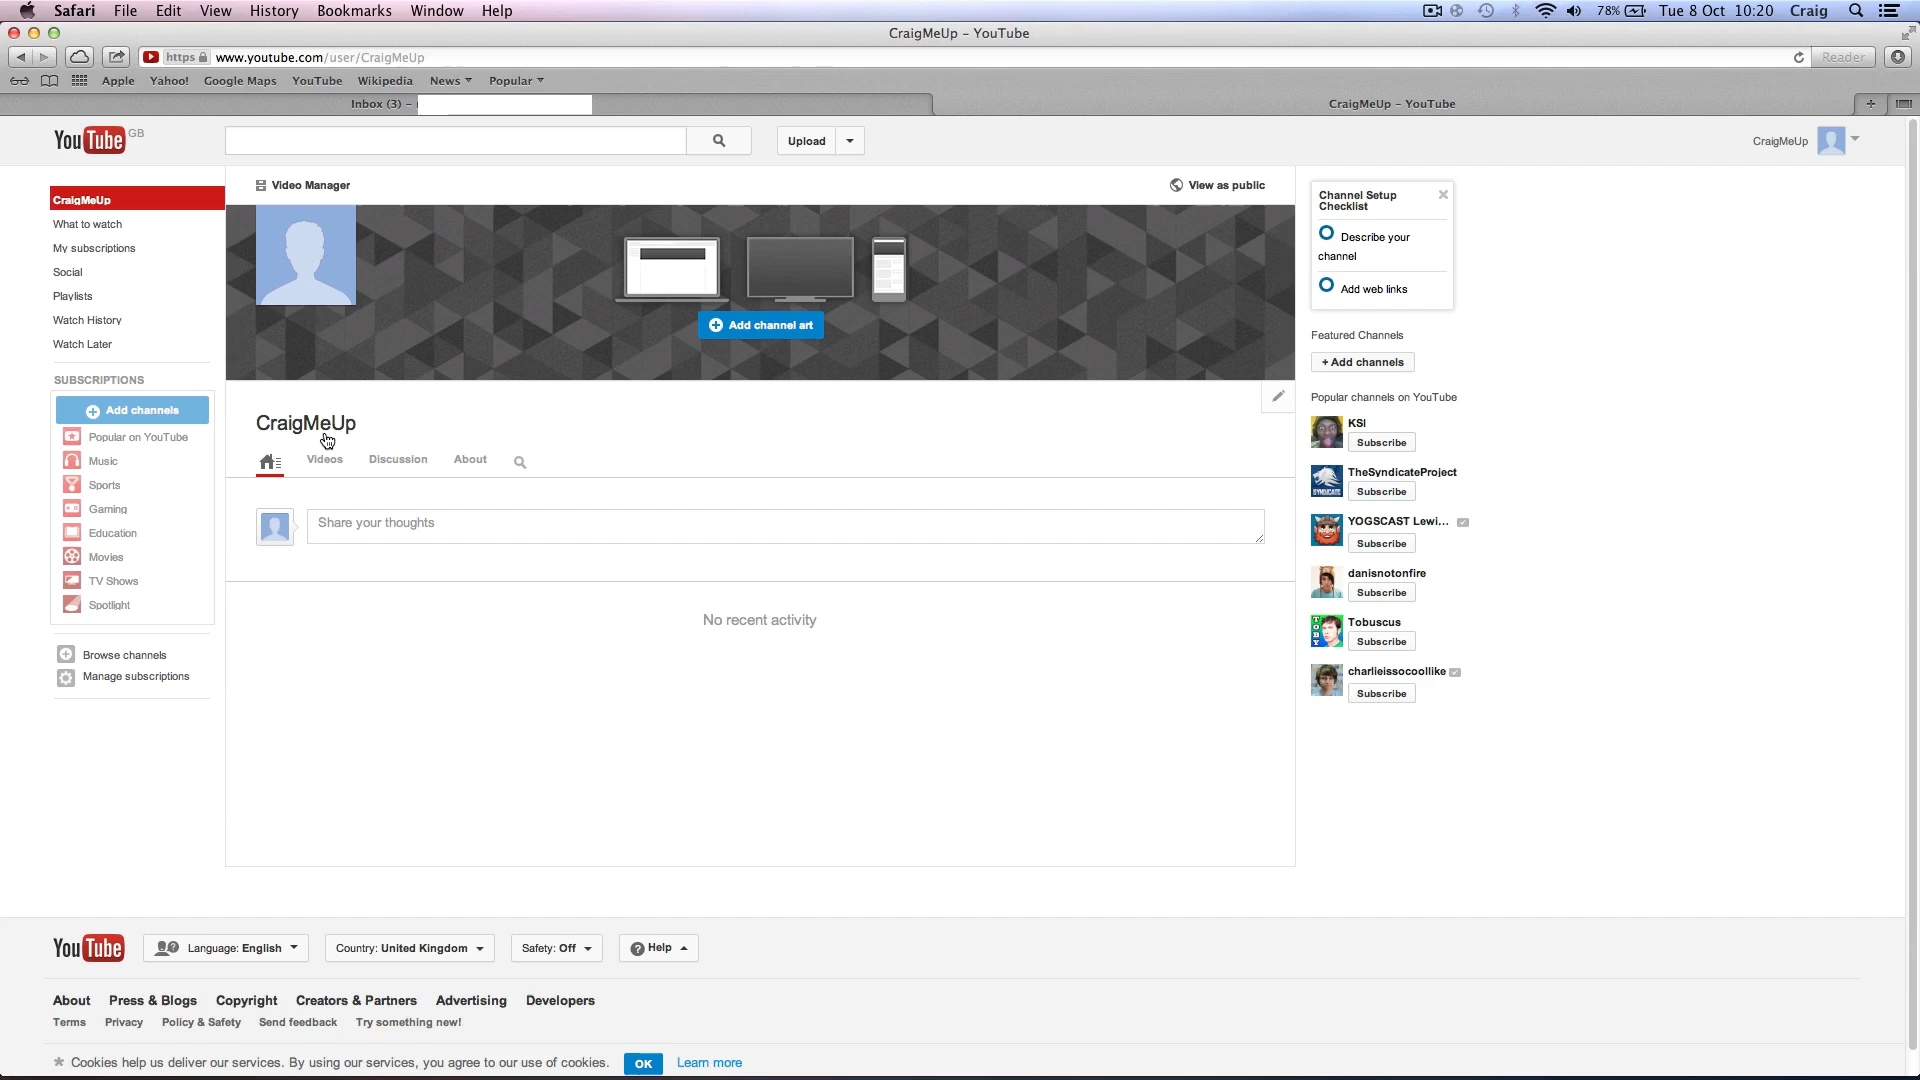 Safari File Edit View History Bookmarks Window Help 78% Tue 8 Oct 10:20 Craig
CraigMeUp – YouTube
https www.youtube.com/user/CraigMeUp Reader
Apple Yahoo! Google Maps YouTube Wikipedia News Popular
Inbox (3) – CraigMeUp – YouTube
YouTube GB Upload CraigMeUp
Video Manager View as public
CraigMeUp
What to watch
My subscriptions
Social
Playlists
Watch History
Watch Later
SUBSCRIPTIONS
Add channels
Popular on YouTube
Music
Sports
Gaming
Education
Movies
TV Shows
Spotlight
Browse channels
Manage subscriptions
Add channel art
CraigMeUp
Videos Discussion About
Share your thoughts
No recent activity
Channel Setup
Checklist
Describe your
channel
Add web links
Featured Channels
+ Add channels
Popular channels on YouTube
KSI
Subscribe
TheSyndicateProject
SYNDICATE
Subscribe
YOGSCAST Lewi...
Subscribe
danisnotonfire
Subscribe
Tobuscus
TOBY
Subscribe
charlieissocoollike
Subscribe
YouTube Language: English Country: United Kingdom Safety: Off Help
About Press & Blogs Copyright Creators & Partners Advertising Developers
Terms Privacy Policy & Safety Send feedback Try something new!
* Cookies help us deliver our services. By using our services, you agree to our use of cookies. OK Learn more